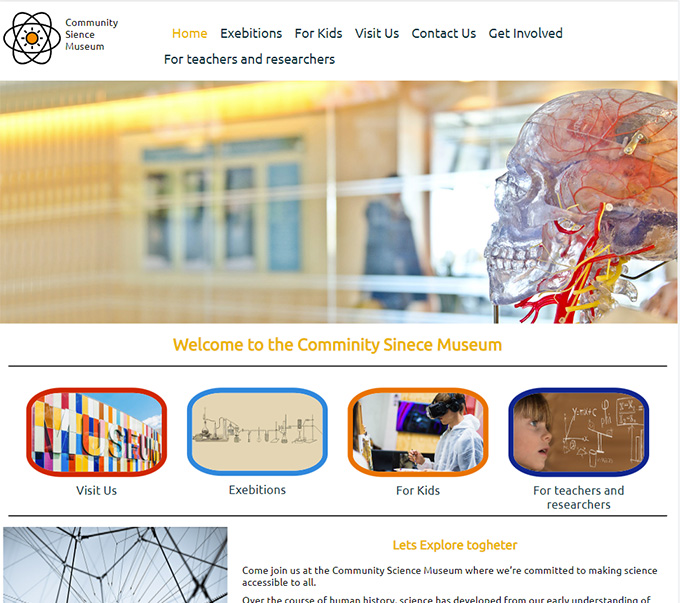 Community
Sience
Museum
Home Exebitions For Kids Visit Us Contact Us Get Involved
For teachers and researchers
Welcome to the Comminity Sinece Museum
MUSEUM
Y₂=mx+C
Visit Us
Exebitions
For Kids
For teachers and
researchers
Lets Explore togheter
Come join us at the Community Science Museum where we're committed to making science
accessible to all.
Over the course of human history, science has developed from our early understanding of